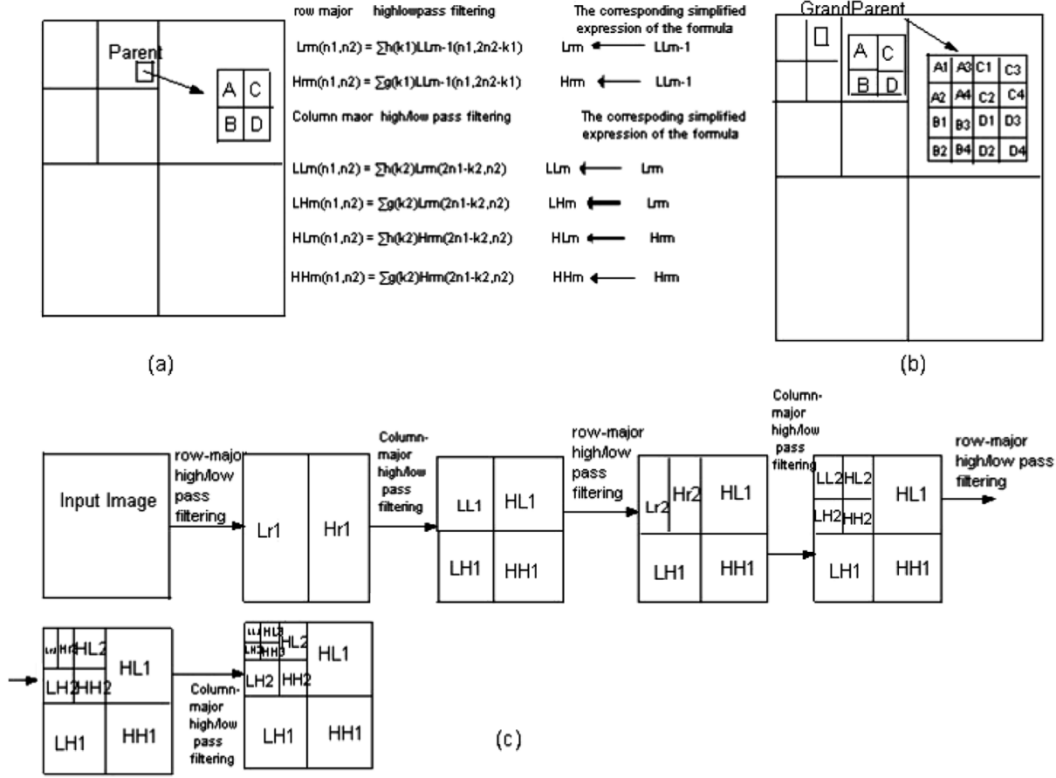 row major highlowpass filtering
The corresponding simplified
expression of the formula
Lrm(n1,n2) = ∑h(k1)LLm-1(n1,2n2-k1)
Lrm LLm-1
Hrm(n1,n2) = ∑g(k1)LLm-1(n1,2n2-k1)
Hrm LLm-1
Column maor high/low pass filtering
The correspoding simplified
expression of the formula
LLm(n1,n2) = ∑h(k2)Lrm(2n1-k2,n2)
LLm Lrm
LHm(n1,n2) = ∑g(k2)Lrm(2n1-k2,n2)
LHm Lrm
HLm(n1,n2) = ∑h(k2)Hrm(2n1-k2,n2)
HLm Hrm
HHm(n1,n2) = ∑g(k2)Hrm(2n1-k2,n2)
HHm Hrm
Parent
A C
B D
(a)
GrandParent
A C
B D
A1 A3 C1 C3
A2 A4 C2 C4
B1 B3 D1 D3
B2 B4 D2 D4
(b)
Input Image
row-major
high/low
pass
filtering
Lr1 Hr1
Column-
major
high/low
pass
filtering
LL1 HL1
LH1 HH1
row-major
high/low
pass
filtering
Lr2 Hr2 HL1
LH1 HH1
Column-
major
high/low
pass
filtering
LL2 HL2 HL1
LH2 HH2
LH1 HH1
row-major
high/low pass
filtering
HL2
HL1
LH2 HH2
LH1 HH1
Column-
major
high/low
pass
filtering
HL3
HL2
HL1
HH3
LH2 HH2
LH1 HH1
(c)